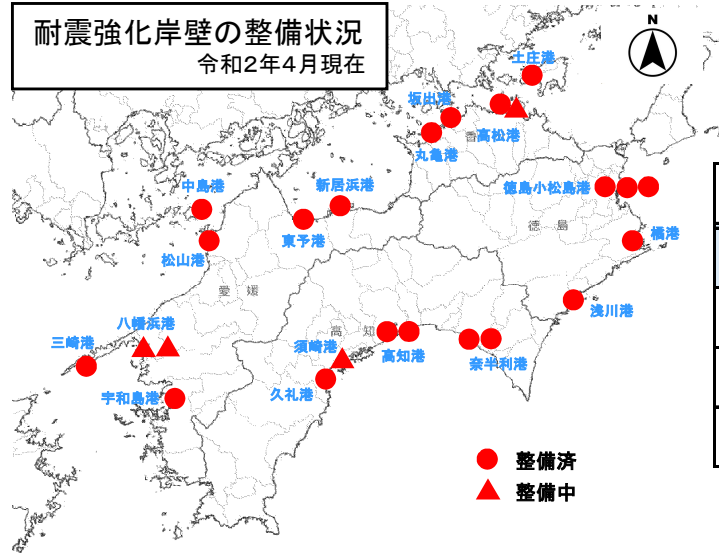 耐震強化岸壁の整備状況
令和2年4月現在
N
土庄港
坂出港
高松港
香
丸亀港
中島港
新居浜港
徳島小松島港
東予港
徳 島
橘港
松山港
愛 媛
浅川港
八幡浜港
三崎港
高 知
須崎港
高知港
奈半利港
久礼港
宇和島港
整備済
整備中